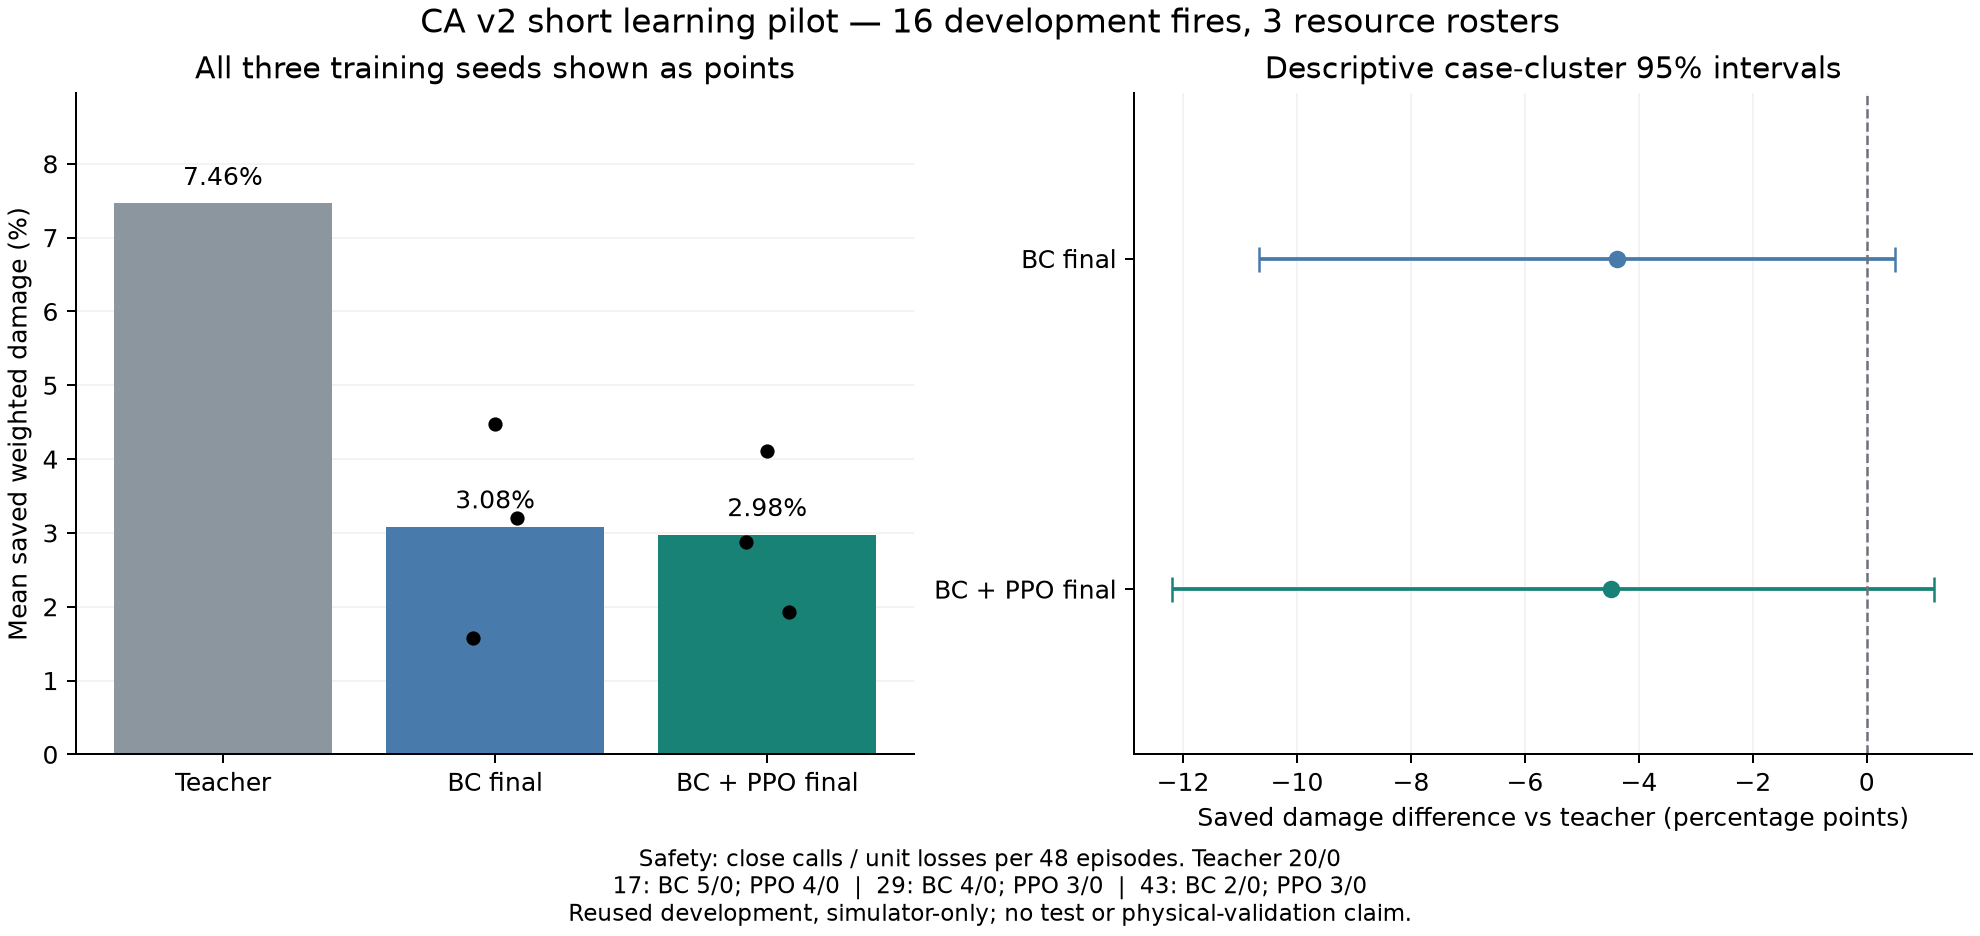 CA v2 short learning pilot — 16 development fires, 3 resource rosters
All three training seeds shown as points
Mean saved weighted damage (%)
8
7
6
5
4
3
2
1
0
7.46%
3.08%
2.98%
Teacher
BC final
BC + PPO final
Descriptive case-cluster 95% intervals
BC final
BC + PPO final
−12
−10
−8
−6
−4
−2
0
Saved damage difference vs teacher (percentage points)
Safety: close calls / unit losses per 48 episodes. Teacher 20/0
17: BC 5/0; PPO 4/0 | 29: BC 4/0; PPO 3/0 | 43: BC 2/0; PPO 3/0
Reused development, simulator-only; no test or physical-validation claim.